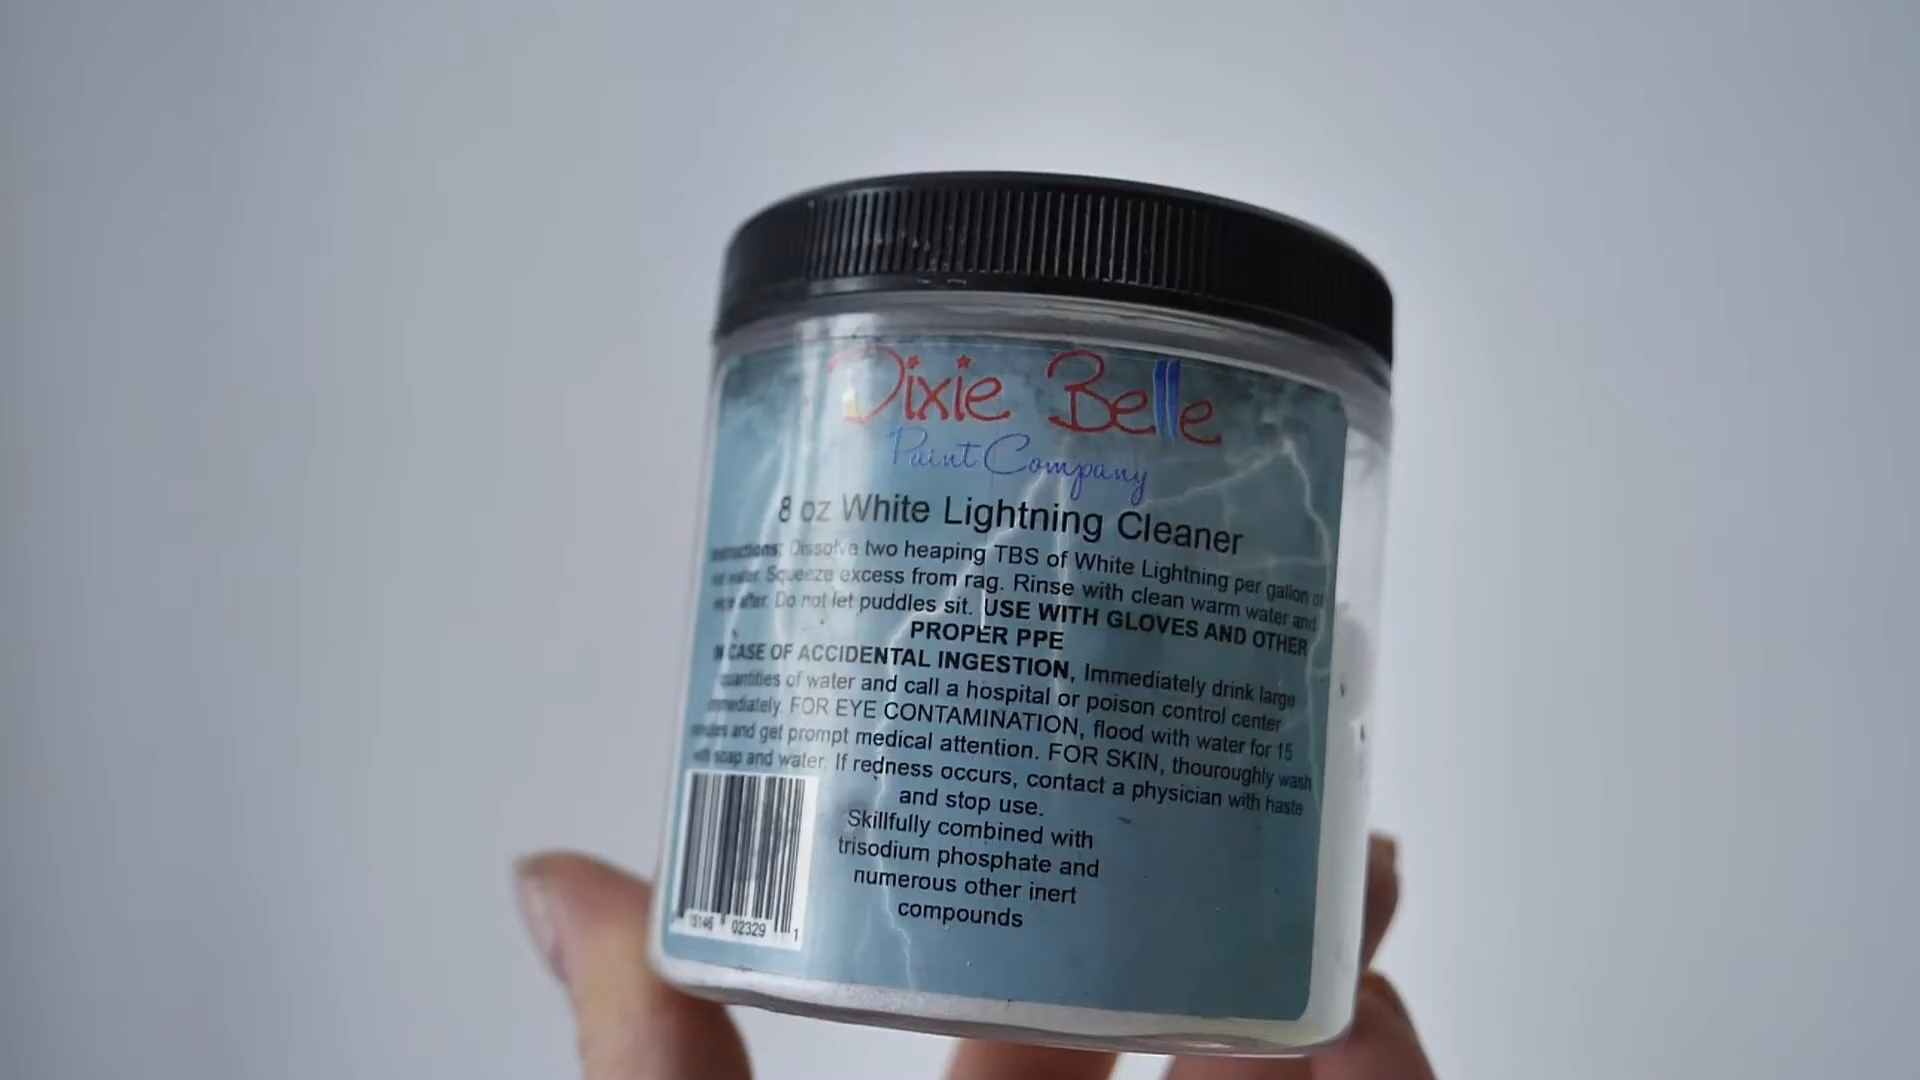 Dixie Belle
Paint Company
8 oz White Lightning Cleaner
Instructions: Dissolve two heaping TBS of White Lightning per gallon of
water. Squeeze excess from rag. Rinse with clean warm water and
after. Do not let puddles sit. USE WITH GLOVES AND OTHER
PROPER PPE
IN CASE OF ACCIDENTAL INGESTION, Immediately drink large
quantities of water and call a hospital or poison control center
immediately. FOR EYE CONTAMINATION, flood with water for 15
minutes and get prompt medical attention. FOR SKIN, thouroughly wash
with soap and water. If redness occurs, contact a physician with haste
and stop use.
Skillfully combined with
trisodium phosphate and
numerous other inert
compounds
15146 02329 1